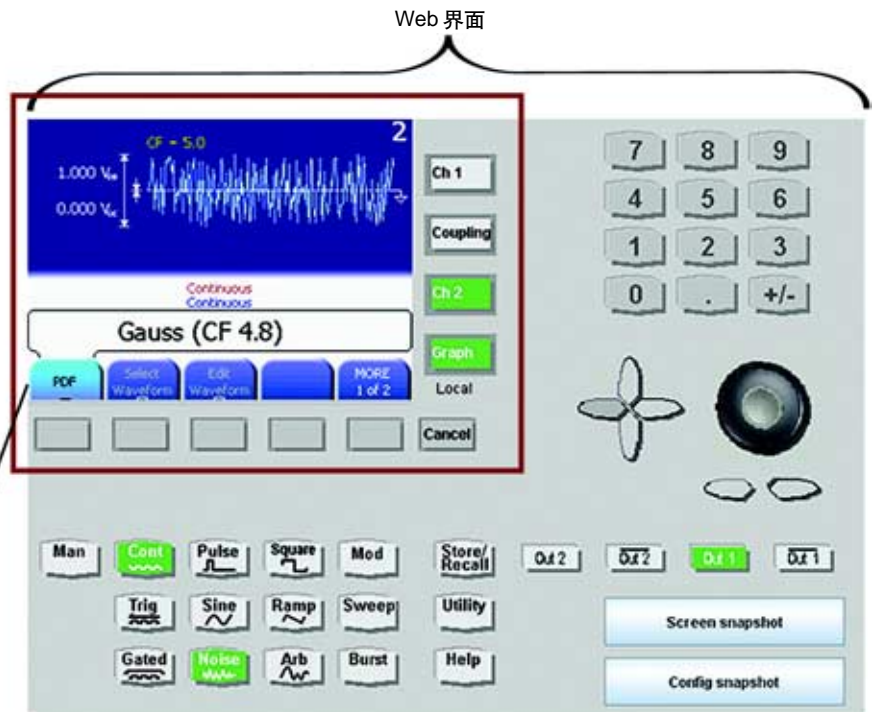 Web 界面
CF = 5.0
2
1.000 Vpp
0.000 Vdc
Continuous
Continuous
Gauss (CF 4.8)
PDF
Select Waveform
Edit Waveform
MORE 1 of 2
Ch 1
Coupling
Ch 2
Graph
Local
Cancel
7 8 9
4 5 6
1 2 3
0 . +/-
Man Cont Pulse Square Mod Store/Recall Out 2 Out 2 Out 1 Out 1
Trig Sine Ramp Sweep Utility
Screen snapshot
Gated Noise Arb Burst Help
Config snapshot